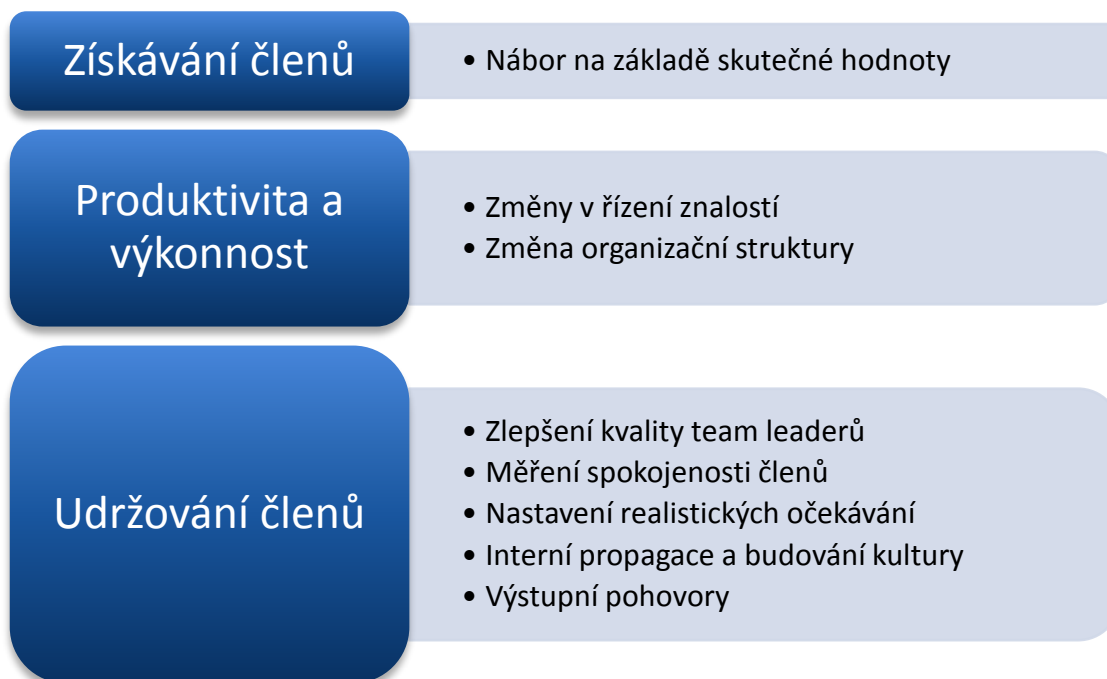 Získávání členů
• Nábor na základě skutečné hodnoty
Produktivita a
výkonnost
• Změny v řízení znalostí
• Změna organizační struktury
Udržování členů
• Zlepšení kvality team leaderů
• Měření spokojenosti členů
• Nastavení realistických očekávání
• Interní propagace a budování kultury
• Výstupní pohovory